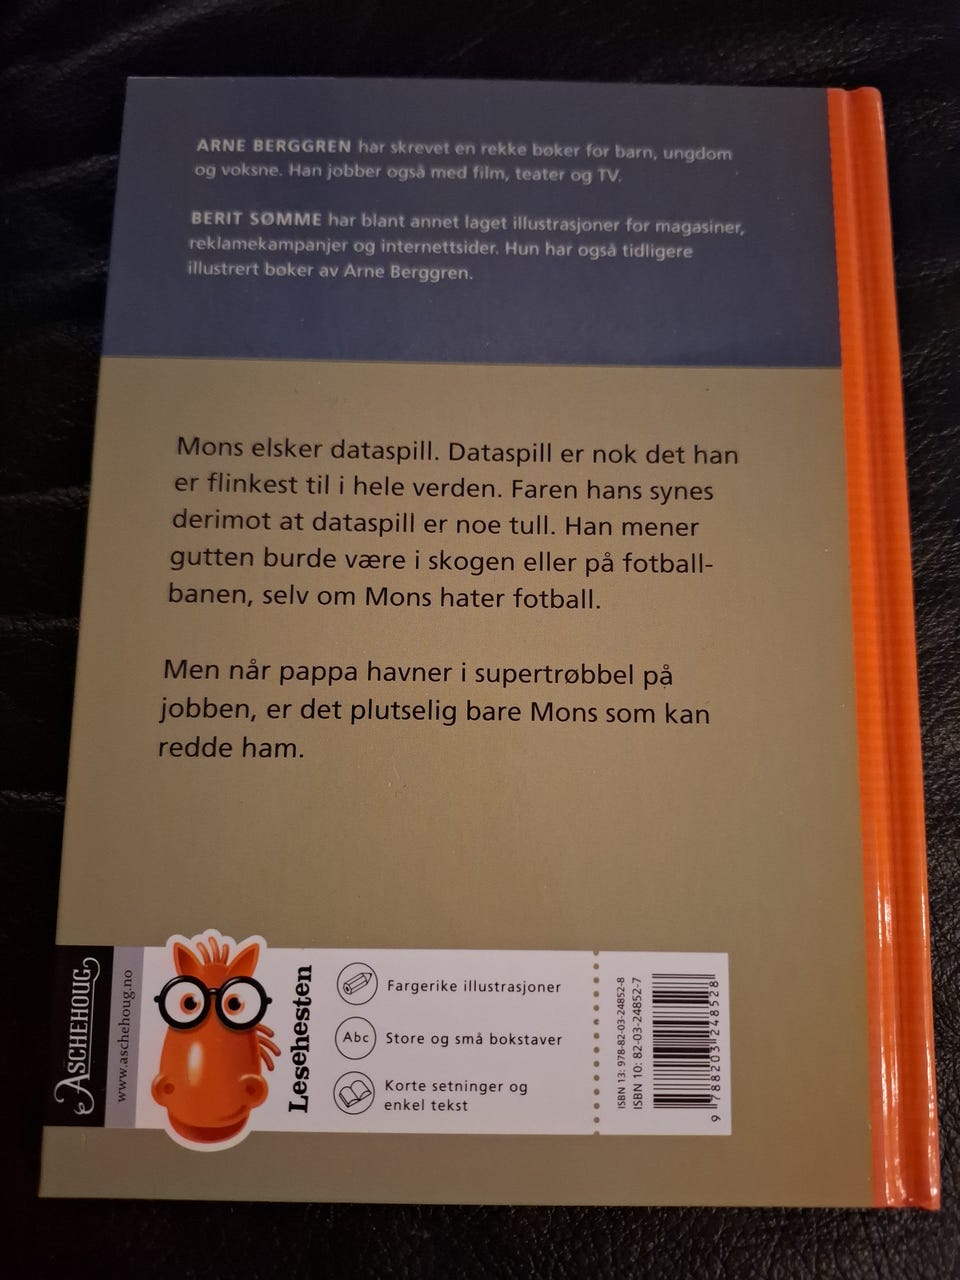 ARNE BERGGREN har skrevet en rekke bøker for barn, ungdom
og voksne. Han jobber også med film, teater og TV.
BERIT SØMME har blant annet laget illustrasjoner for magasiner,
reklamekampanjer og internettsider. Hun har også tidligere
illustrert bøker av Arne Berggren.
Mons elsker dataspill. Dataspill er nok det han
er flinkest til i hele verden. Faren hans synes
derimot at dataspill er noe tull. Han mener
gutten burde være i skogen eller på fotball-
banen, selv om Mons hater fotball.
Men når pappa havner i supertrøbbel på
jobben, er det plutselig bare Mons som kan
redde ham.
ASCHEHOUG
www.aschehoug.no
Lesehesten
Fargerike illustrasjoner
Abc
Store og små bokstaver
Korte setninger og
enkel tekst
ISBN 13: 978-82-03-24852-8
ISBN 10: 82-03-24852-7
9 788203 248528